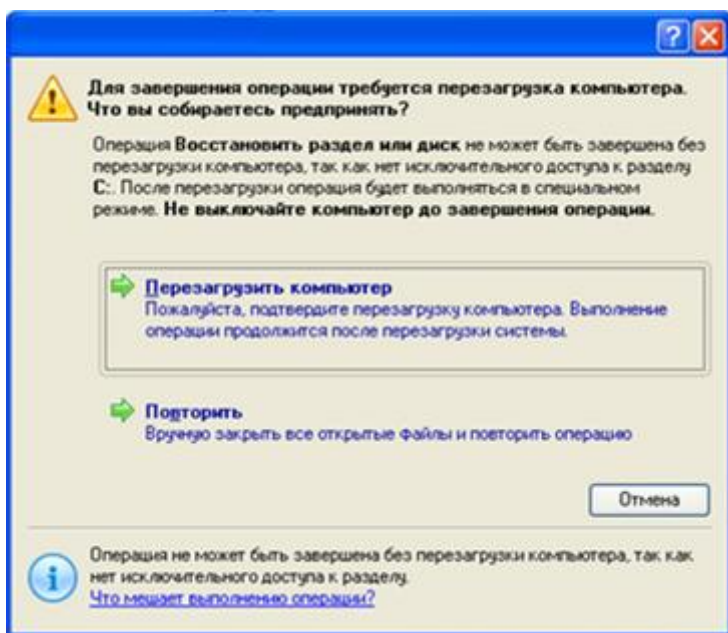 Для завершения операции требуется перезагрузка компьютера.
Что вы собираетесь предпринять?
Операция Восстановить раздел или диск не может быть завершена без
перезагрузки компьютера, так как нет исключительного доступа к разделу
C:. После перезагрузки операция будет выполняться в специальном
режиме. Не выключайте компьютер до завершения операции.
Перезагрузить компьютер
Пожалуйста, подтвердите перезагрузку компьютера. Выполнение
операции продолжится после перезагрузки системы.
Повторить
Вручную закрыть все открытые файлы и повторить операцию
Отмена
Операция не может быть завершена без перезагрузки компьютера, так как
нет исключительного доступа к разделу.
Что мешает выполнению операции?